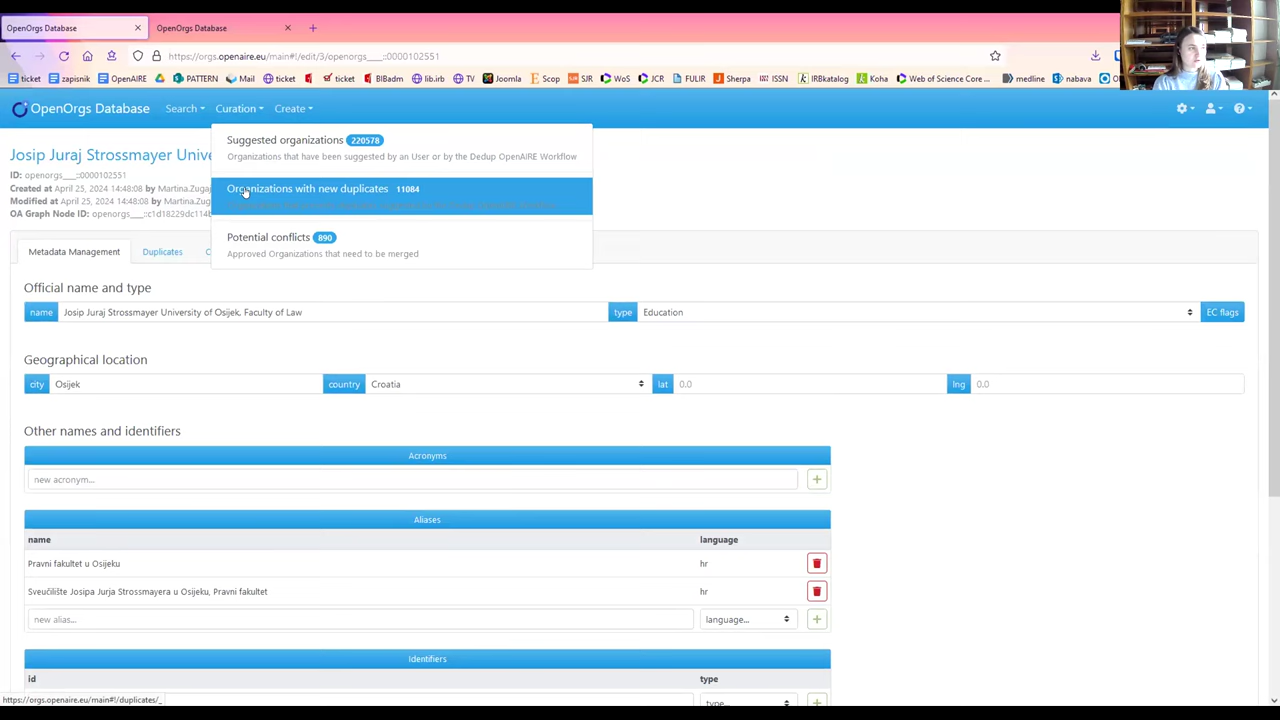 OpenOrgs Database
OpenOrgs Database
https://orgs.openaire.eu/main#!/edit/3/openorgs____::0000102551
ticket zapisnik OpenAIRE PATTERN Mail ticket ticket BIBadm lib.irb TV Joomla Scop SJR WoS JCR FULIR Sherpa ISSN IRBkatalog Koha Web of Science Core ... medline nabava
OpenOrgs Database Search Curation Create
Suggested organizations 220578
Organizations that have been suggested by an User or by the Dedup OpenAIRE Workflow
Organizations with new duplicates 11084
Potential conflicts 890
Approved Organizations that need to be merged
Josip Juraj Strossmayer Unive
ID: openorgs____::0000102551
Created at April 25, 2024 14:48:08 by Martina.Zugaj
Modified at April 25, 2024 14:48:08 by Martina.Zuga
OA Graph Node ID: openorgs____::c1d18229dc114b
Metadata Management Duplicates
Official name and type
name Josip Juraj Strossmayer University of Osijek, Faculty of Law type Education EC flags
Geographical location
city Osijek country Croatia lat 0.0 lng 0.0
Other names and identifiers
Acronyms
new acronym...
Aliases
name language
Pravni fakultet u Osijeku hr
Sveučilište Josipa Jurja Strossmayera u Osijeku, Pravni fakultet hr
new alias... language...
Identifiers
id type
type...
https://orgs.openaire.eu/main#!/duplicates/_